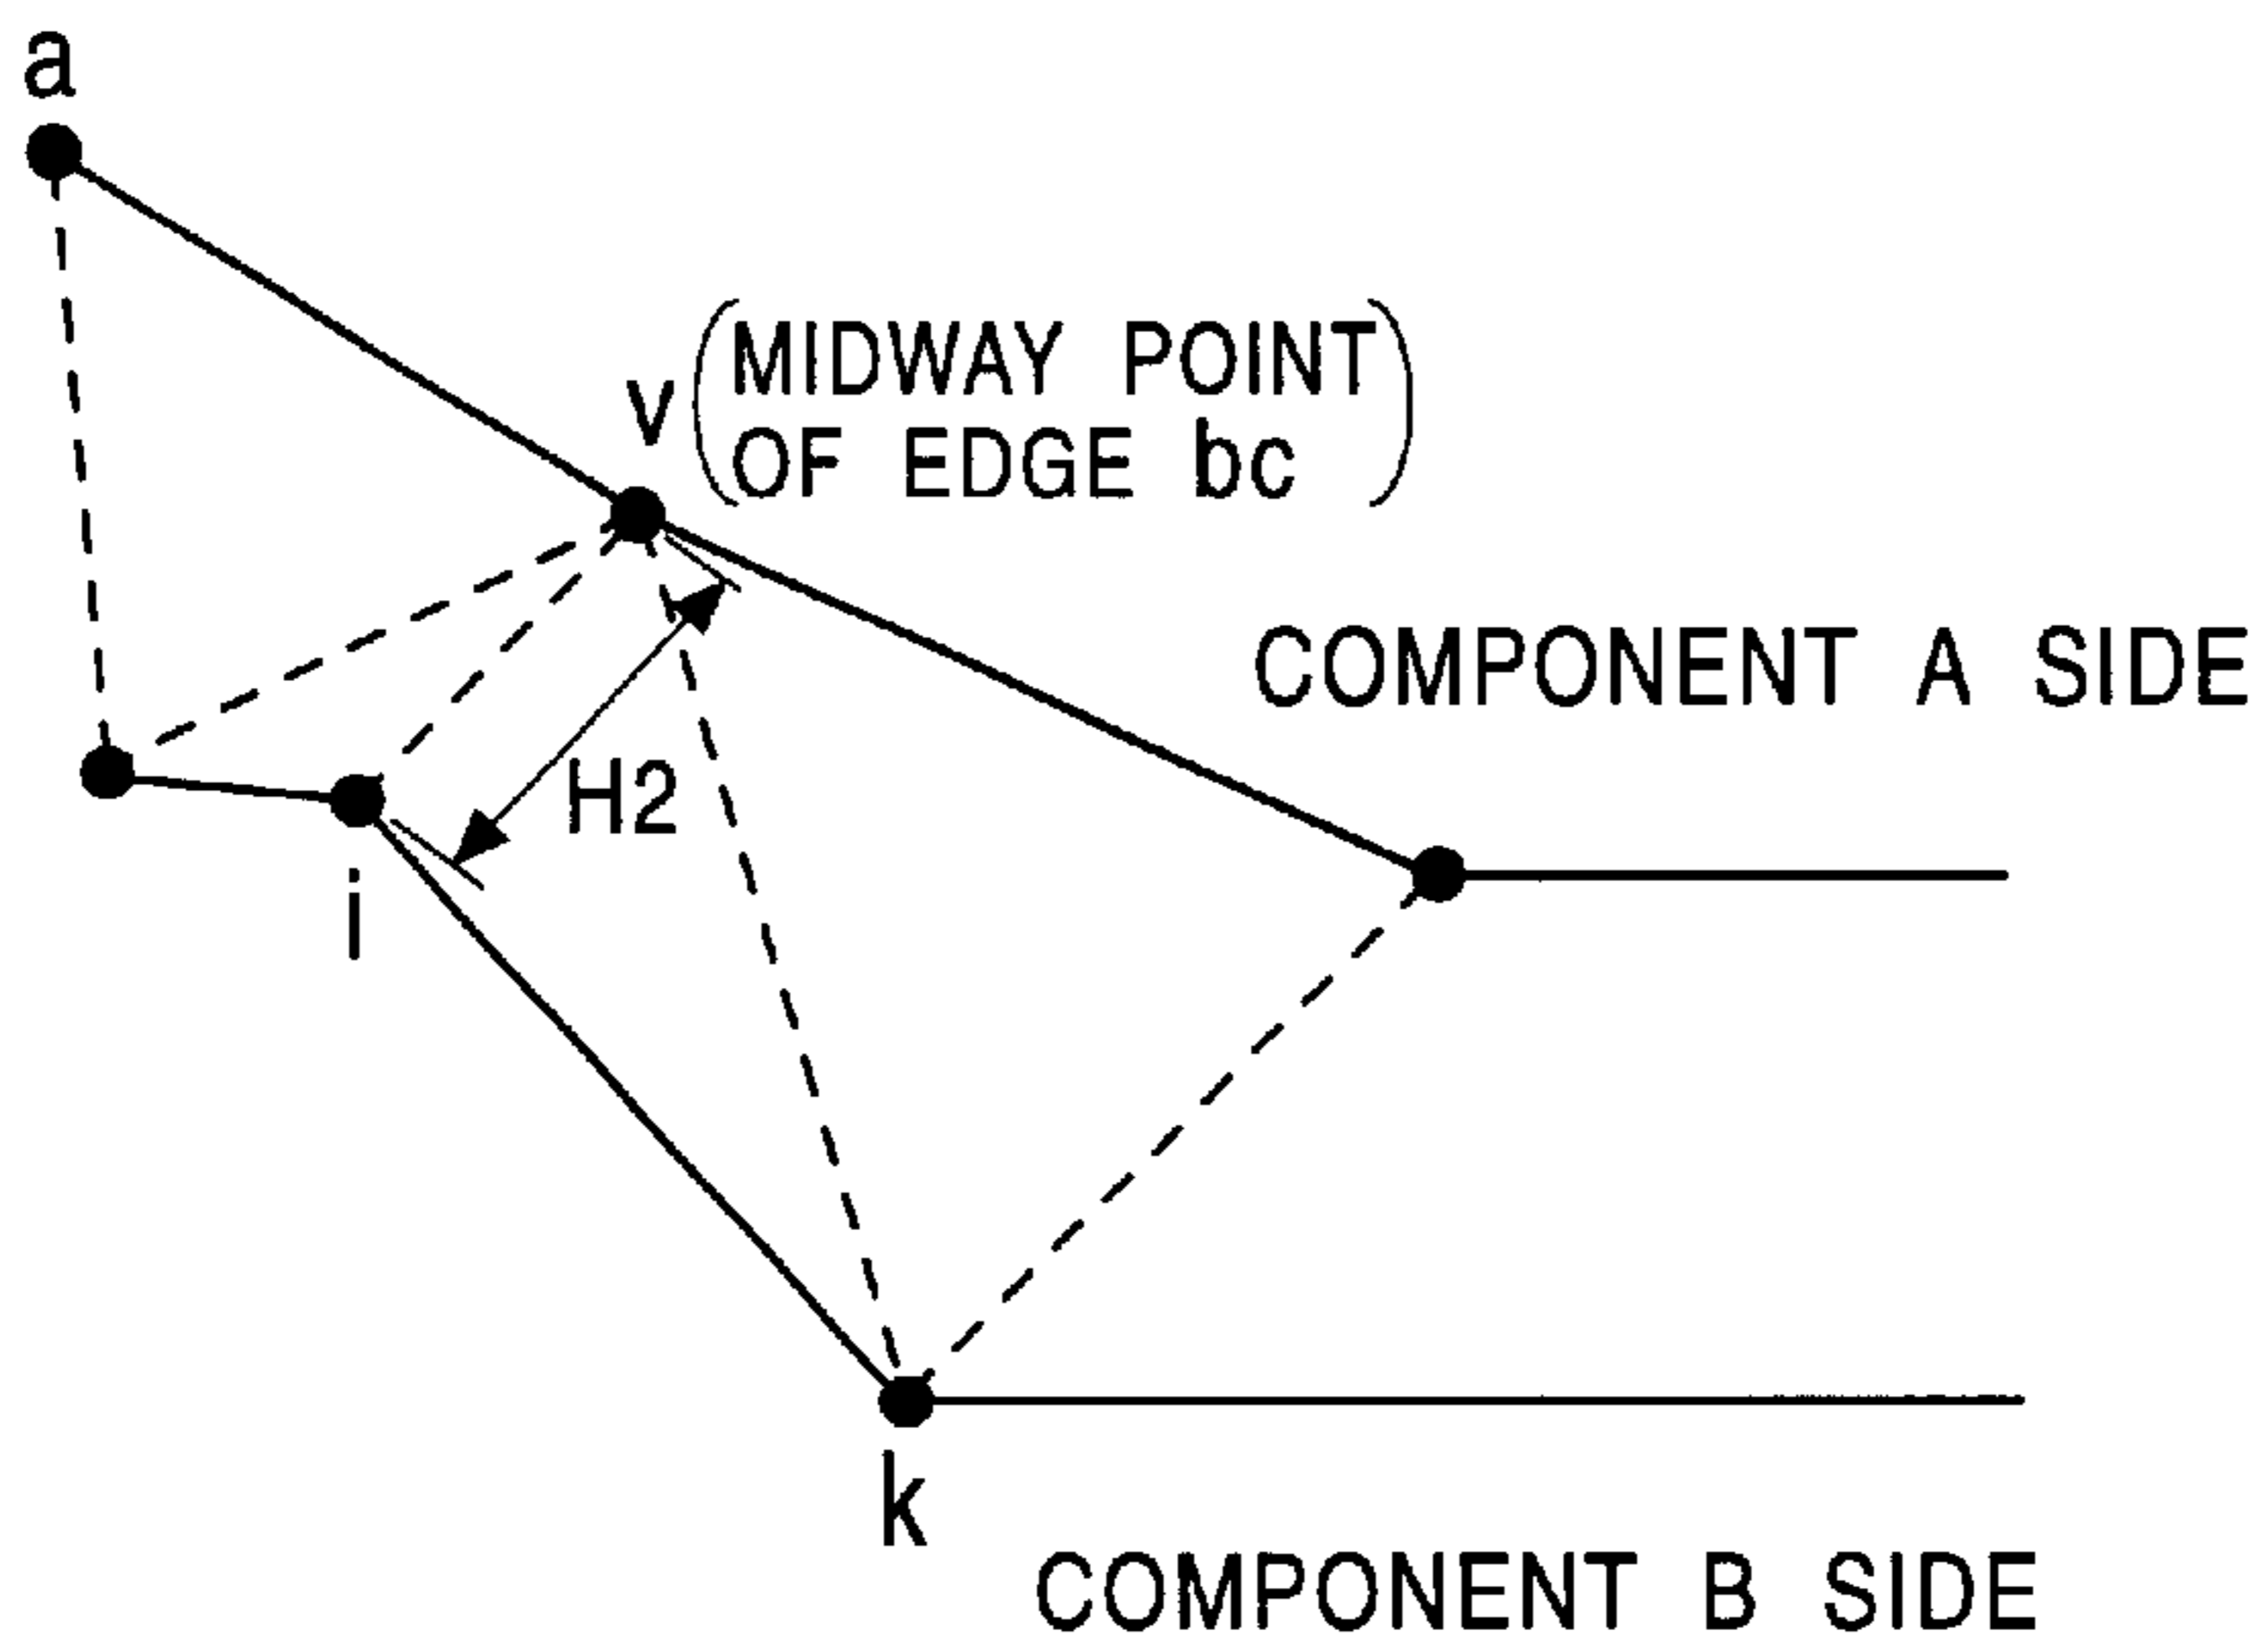 a
v (MIDWAY POINT
OF EDGE bc)
COMPONENT A SIDE
H2
i
k
COMPONENT B SIDE